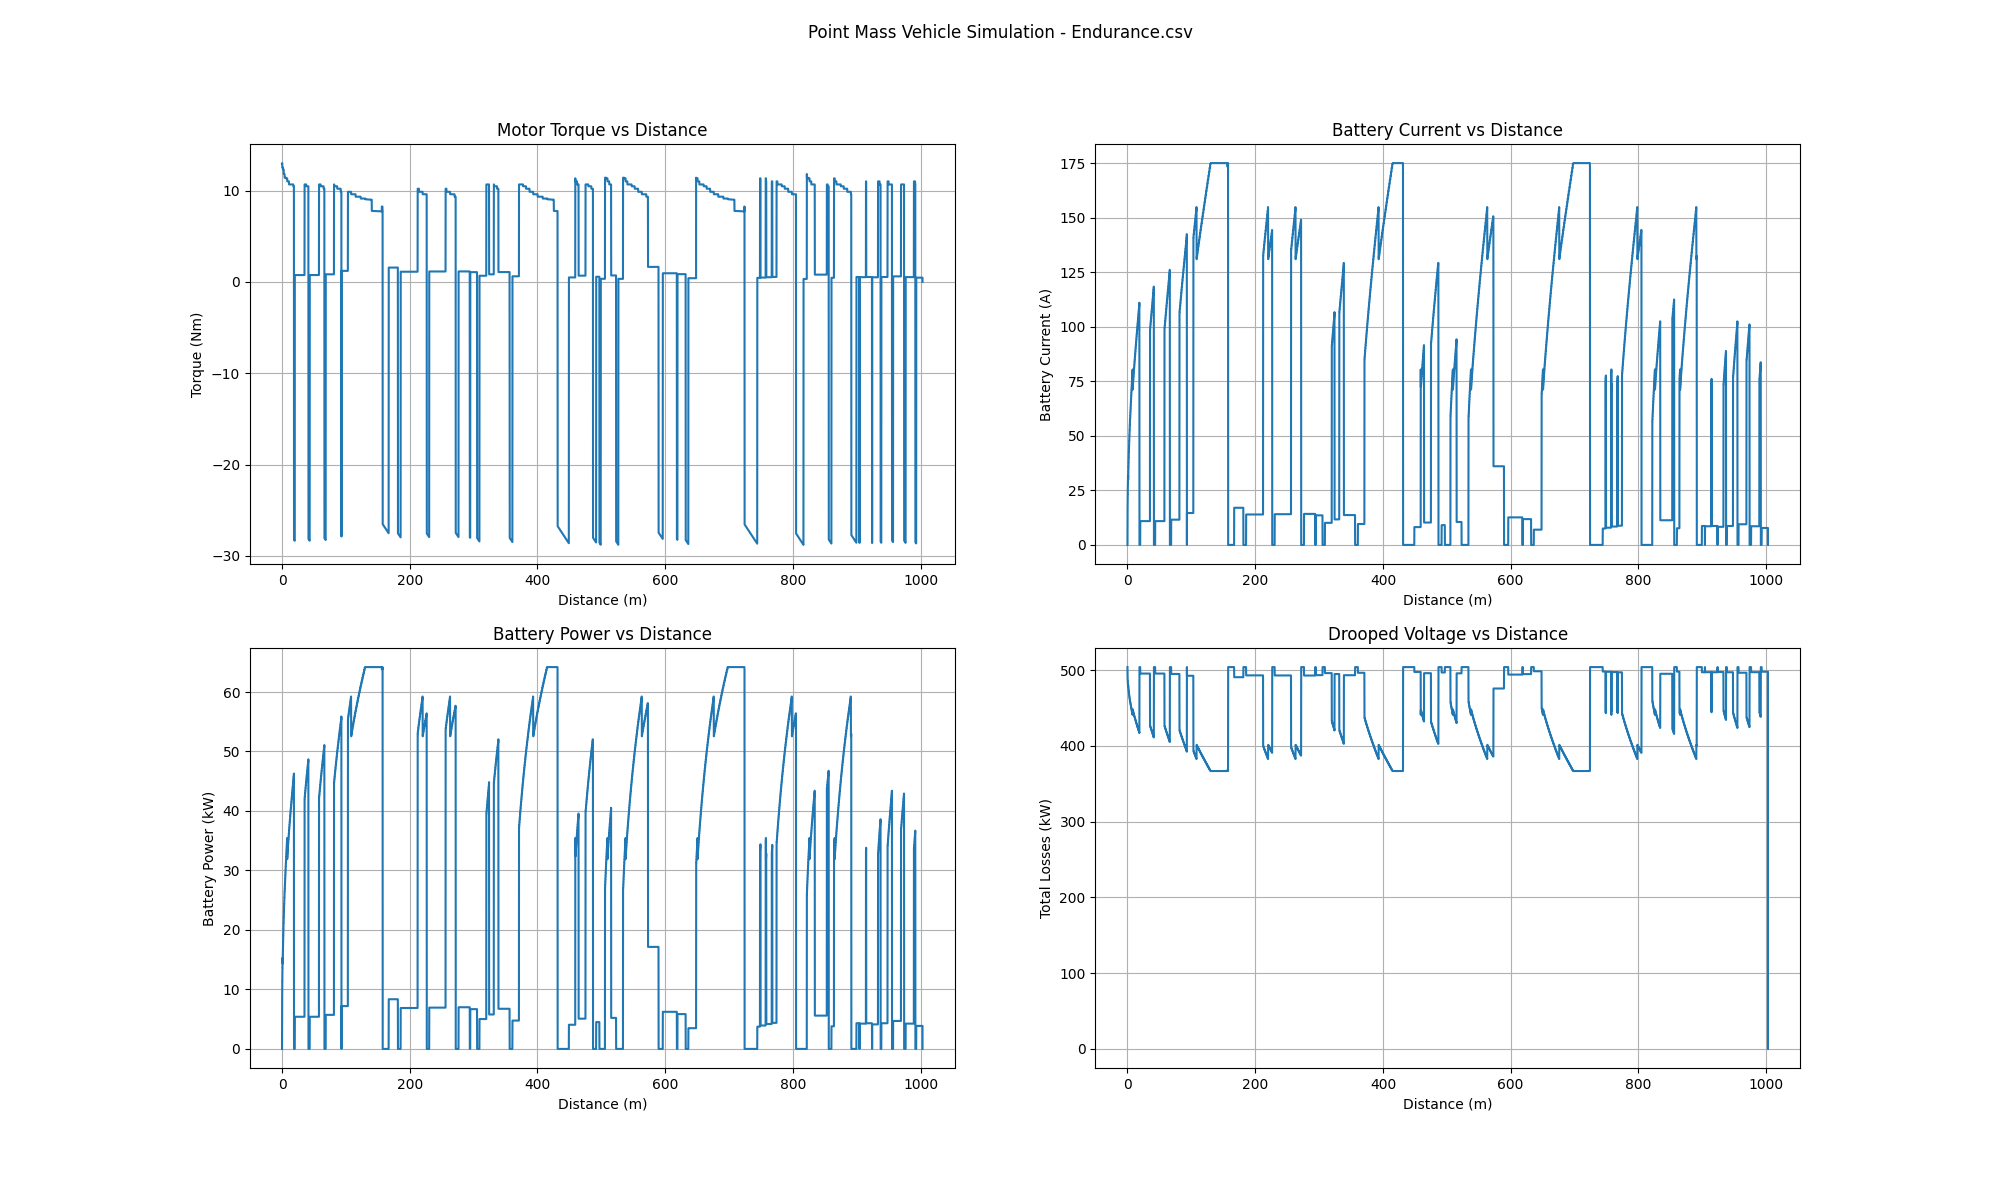 Point Mass Vehicle Simulation - Endurance.csv
Motor Torque vs Distance
Torque (Nm)
10
0
−10
−20
−30
0 200 400 600 800 1000
Distance (m)
Battery Current vs Distance
Battery Current (A)
175
150
125
100
75
50
25
0
0 200 400 600 800 1000
Distance (m)
Battery Power vs Distance
Battery Power (kW)
60
50
40
30
20
10
0
0 200 400 600 800 1000
Distance (m)
Drooped Voltage vs Distance
Total Losses (kW)
500
400
300
200
100
0
0 200 400 600 800 1000
Distance (m)